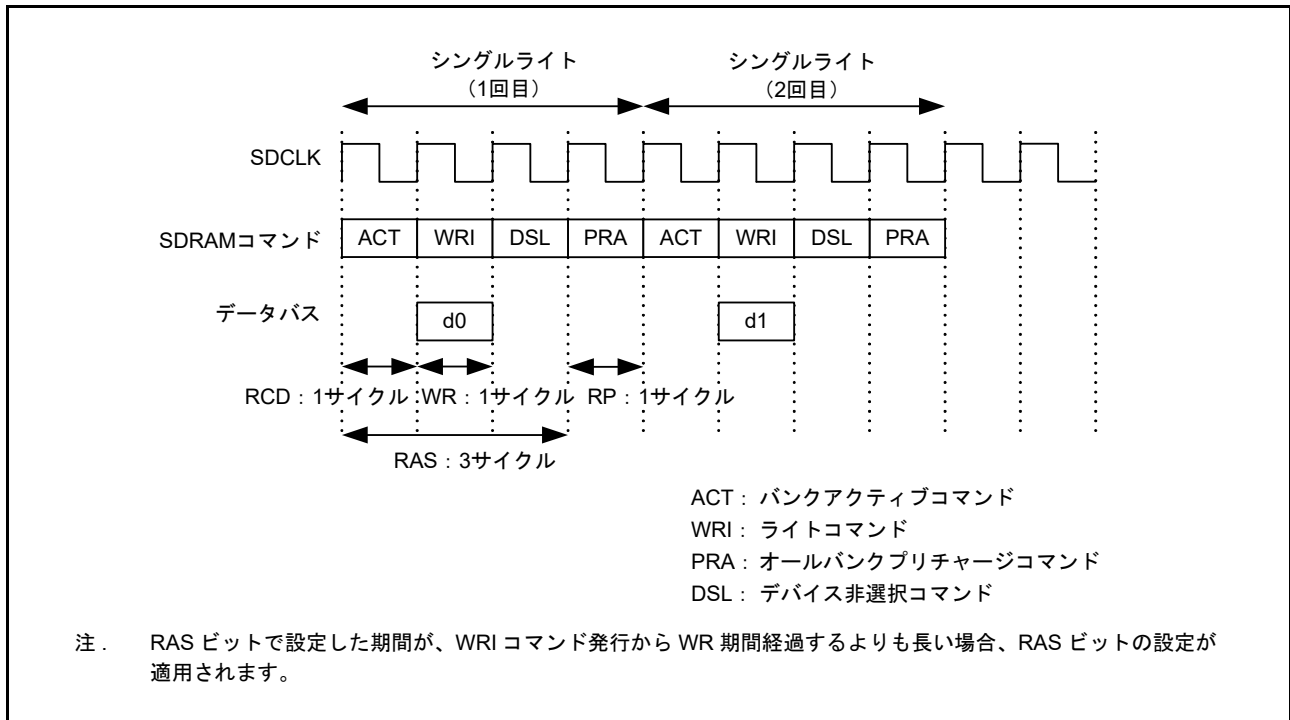 シングルライト
（1回目）
シングルライト
（2回目）
SDCLK
SDRAMコマンド
ACT WRI DSL PRA ACT WRI DSL PRA
データバス
d0 d1
RCD：1サイクル WR：1サイクル RP：1サイクル
RAS：3サイクル
ACT： バンクアクティブコマンド
WRI： ライトコマンド
PRA： オールバンクプリチャージコマンド
DSL： デバイス非選択コマンド
注． RAS ビットで設定した期間が、WRI コマンド発行から WR 期間経過するよりも長い場合、RAS ビットの設定が
適用されます。